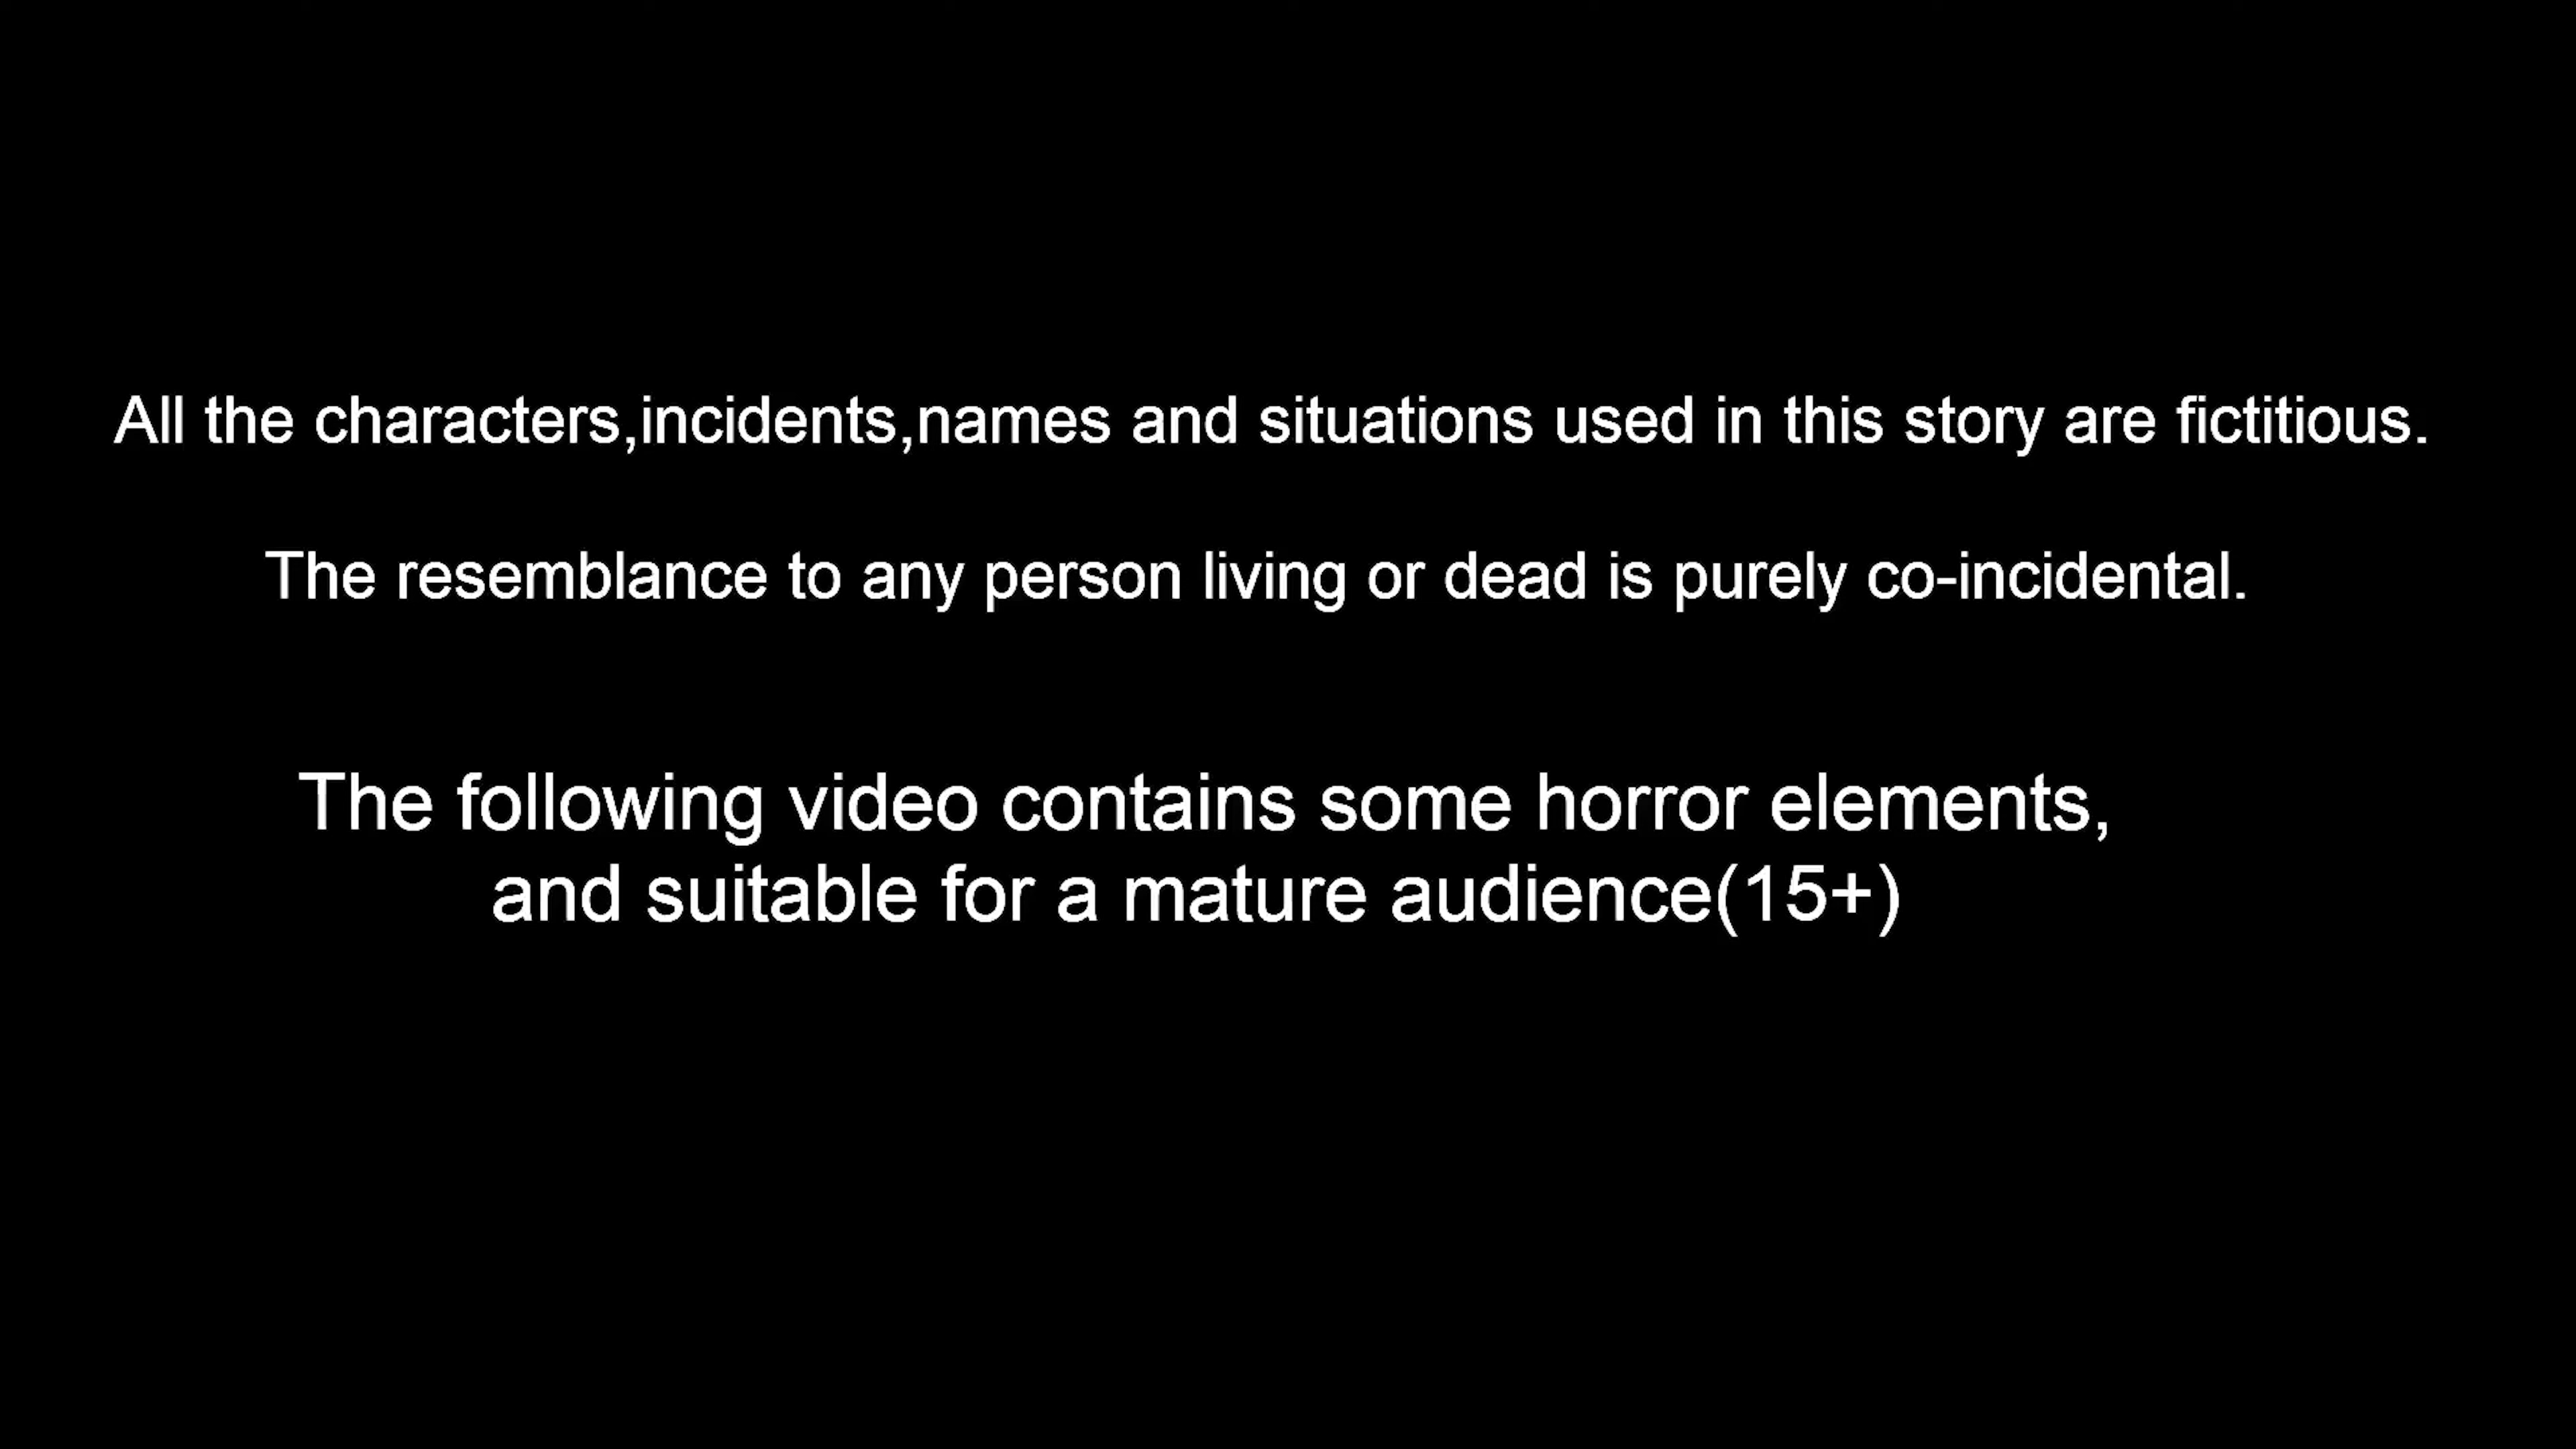 All the characters,incidents,names and situations used in this story are fictitious.
The resemblance to any person living or dead is purely co-incidental.
The following video contains some horror elements,
and suitable for a mature audience(15+)